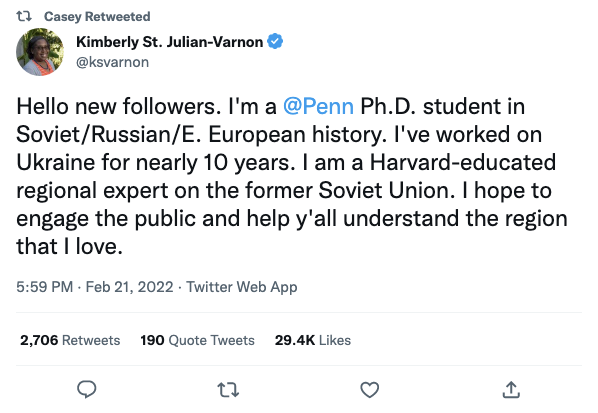 Casey Retweeted
Kimberly St. Julian-Varnon
@ksvarnon
Hello new followers. I'm a @Penn Ph.D. student in
Soviet/Russian/E. European history. I've worked on
Ukraine for nearly 10 years. I am a Harvard-educated
regional expert on the former Soviet Union. I hope to
engage the public and help y'all understand the region
that I love.
5:59 PM · Feb 21, 2022 · Twitter Web App
2,706 Retweets 190 Quote Tweets 29.4K Likes